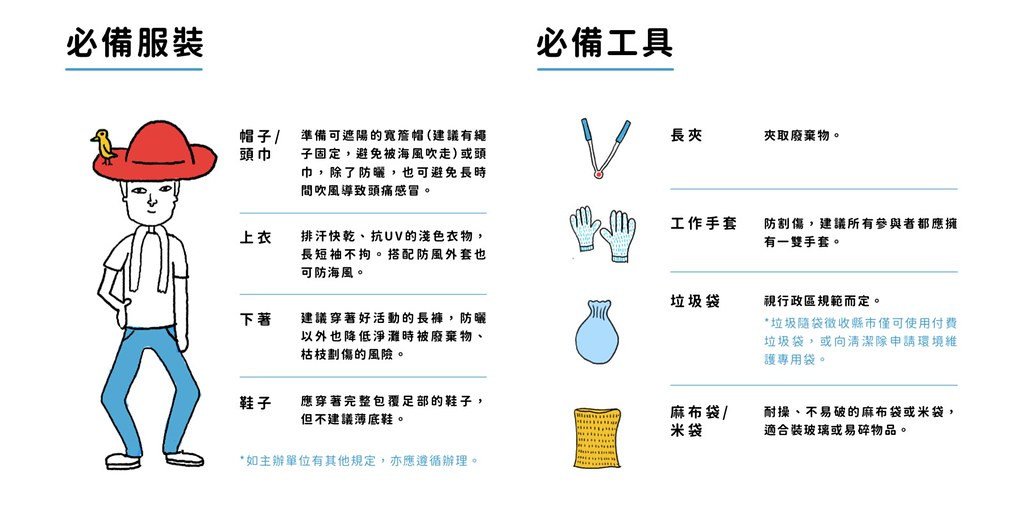 必備服裝
帽子/
頭巾
準備可遮陽的寬簷帽(建議有繩
子固定，避免被海風吹走)或頭
巾，除了防曬，也可避免長時
間吹風導致頭痛感冒。
上衣
排汗快乾、抗UV的淺色衣物，
長短袖不拘。搭配防風外套也
可防海風。
下著
建議穿著好活動的長褲，防曬
以外也降低淨灘時被廢棄物、
枯枝劃傷的風險。
鞋子
應穿著完整包覆足部的鞋子，
但不建議薄底鞋。
*如主辦單位有其他規定，亦應遵循辦理。
必備工具
長夾
夾取廢棄物。
工作手套
防割傷，建議所有參與者都應擁
有一雙手套。
垃圾袋
視行政區規範而定。
*垃圾隨袋徵收縣市僅可使用付費
垃圾袋，或向清潔隊申請環境維
護專用袋。
麻布袋/
米袋
耐操、不易破的麻布袋或米袋，
適合裝玻璃或易碎物品。